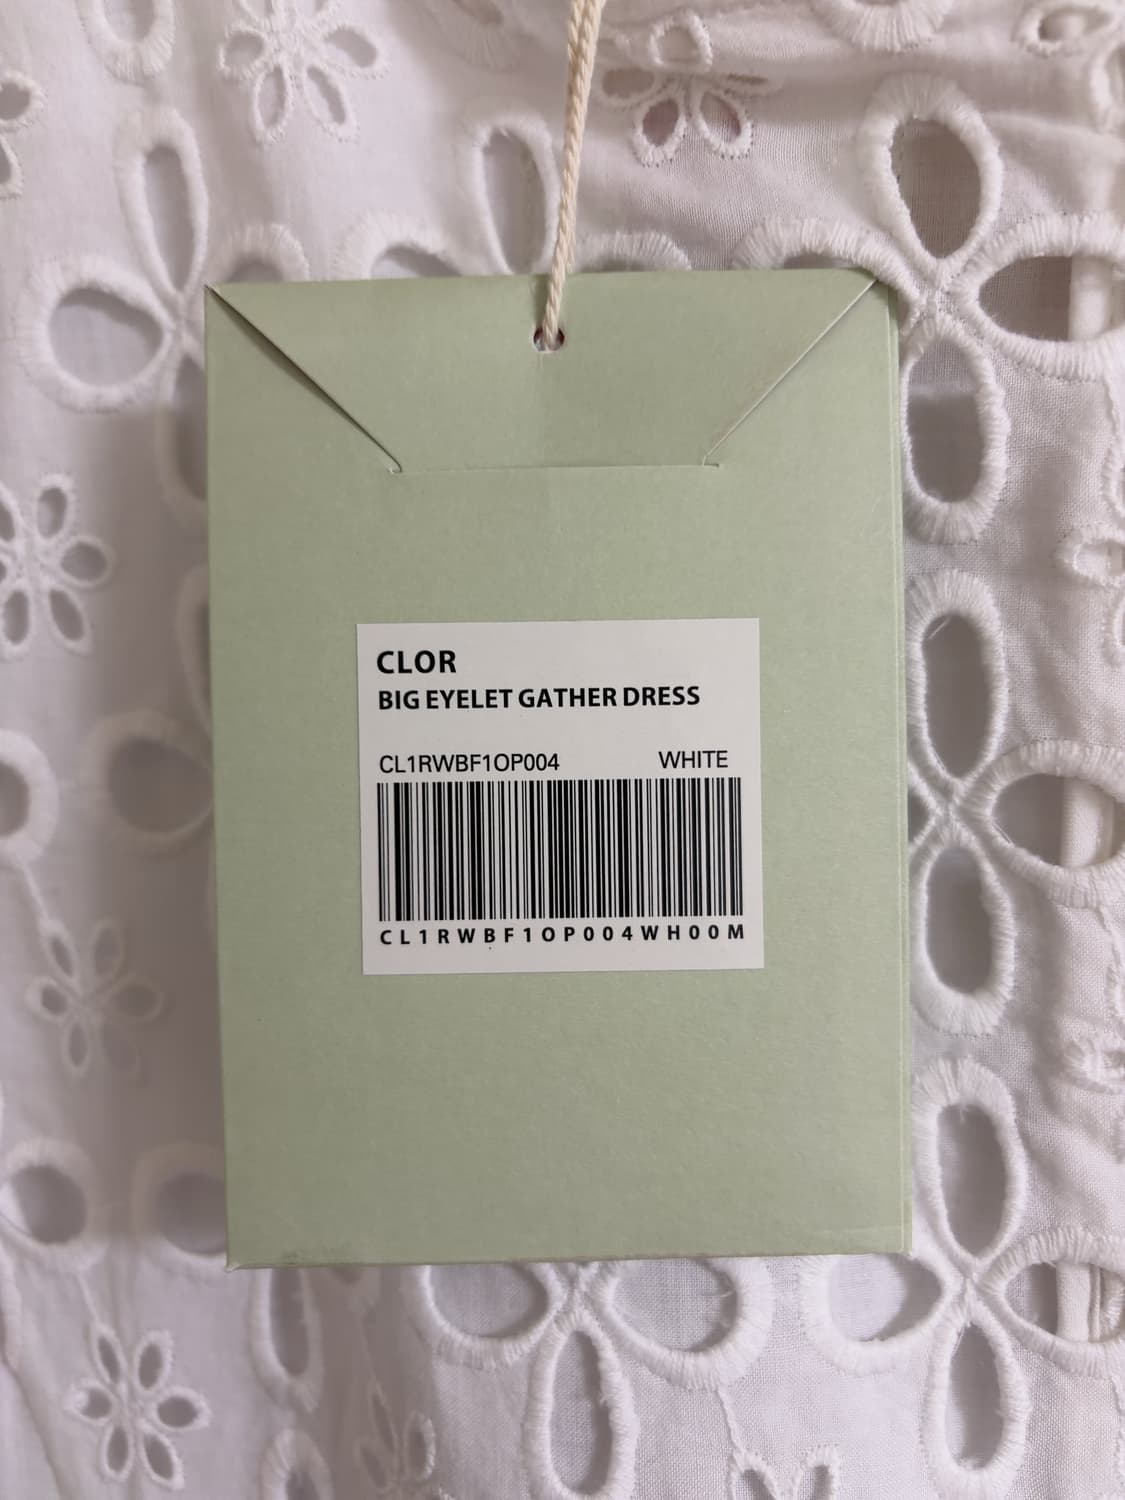 CLOR
BIG EYELET GATHER DRESS
CL1RWBF1OP004 WHITE
CL1RWBF1OP004WH00M